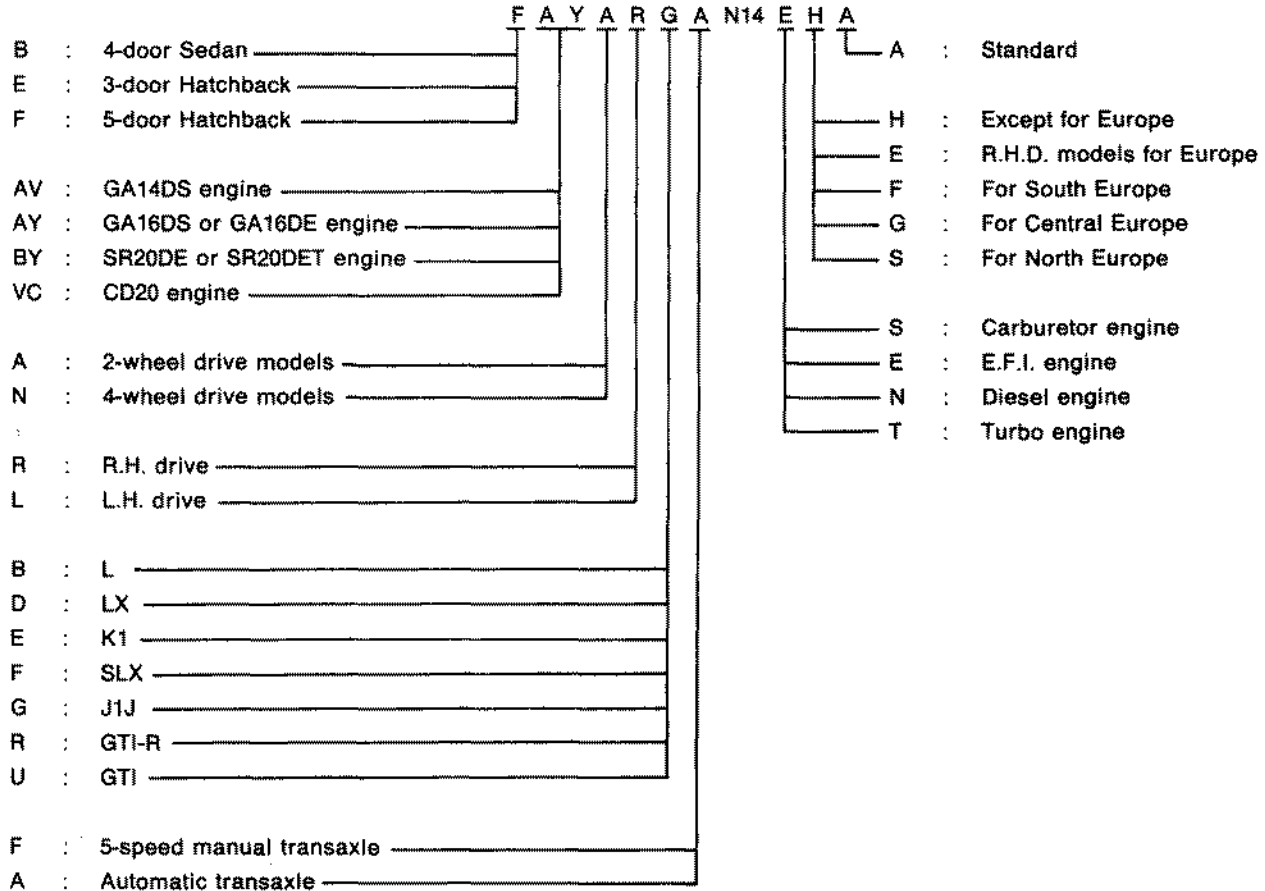 F A Y A R G A N14 E H A
B : 4-door Sedan
E : 3-door Hatchback
F : 5-door Hatchback
AV : GA14DS engine
AY : GA16DS or GA16DE engine
BY : SR20DE or SR20DET engine
VC : CD20 engine
A : 2-wheel drive models
N : 4-wheel drive models
R : R.H. drive
L : L.H. drive
B : L
D : LX
E : K1
F : SLX
G : J1J
R : GTI-R
U : GTI
F : 5-speed manual transaxle
A : Automatic transaxle
A : Standard
H : Except for Europe
E : R.H.D. models for Europe
F : For South Europe
G : For Central Europe
S : For North Europe
S : Carburetor engine
E : E.F.I. engine
N : Diesel engine
T : Turbo engine